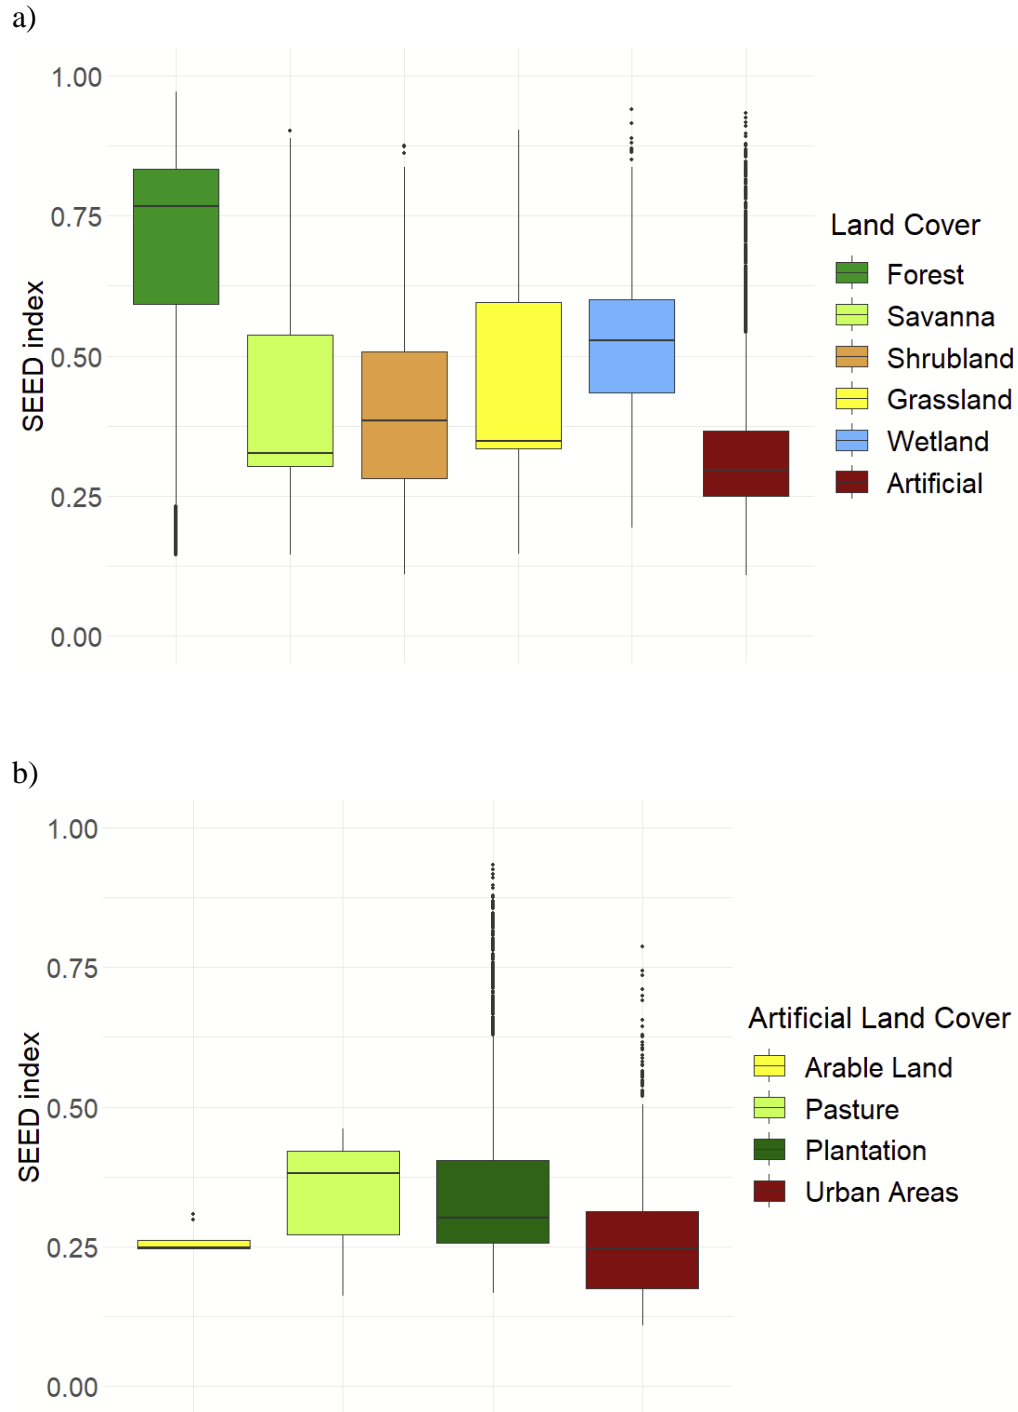 a)
1.00
0.75
0.50
0.25
0.00
SEED index
Land Cover
Forest
Savanna
Shrubland
Grassland
Wetland
Artificial
b)
1.00
0.75
0.50
0.25
0.00
SEED index
Artificial Land Cover
Arable Land
Pasture
Plantation
Urban Areas